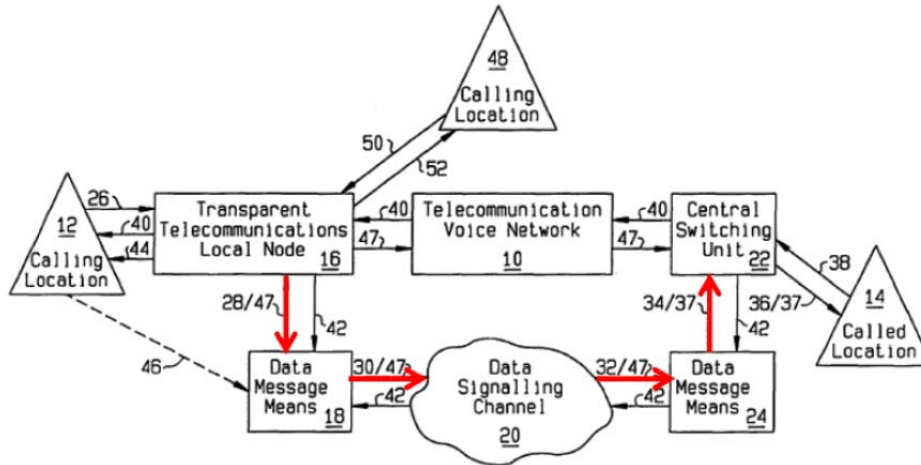 48
Calling
Location
50
52
12
Calling
Location
26
40
44
Transparent
Telecommunications
Local Node
16
40
47
Telecommunication
Voice Network
10
40
47
Central
Switching
Unit
22
38
36/37
14
Called
Location
28/47
42
34/37
42
46
Data
Message
Means
18
30/47
42
Data
Signalling
Channel
20
32/47
42
Data
Message
Means
24